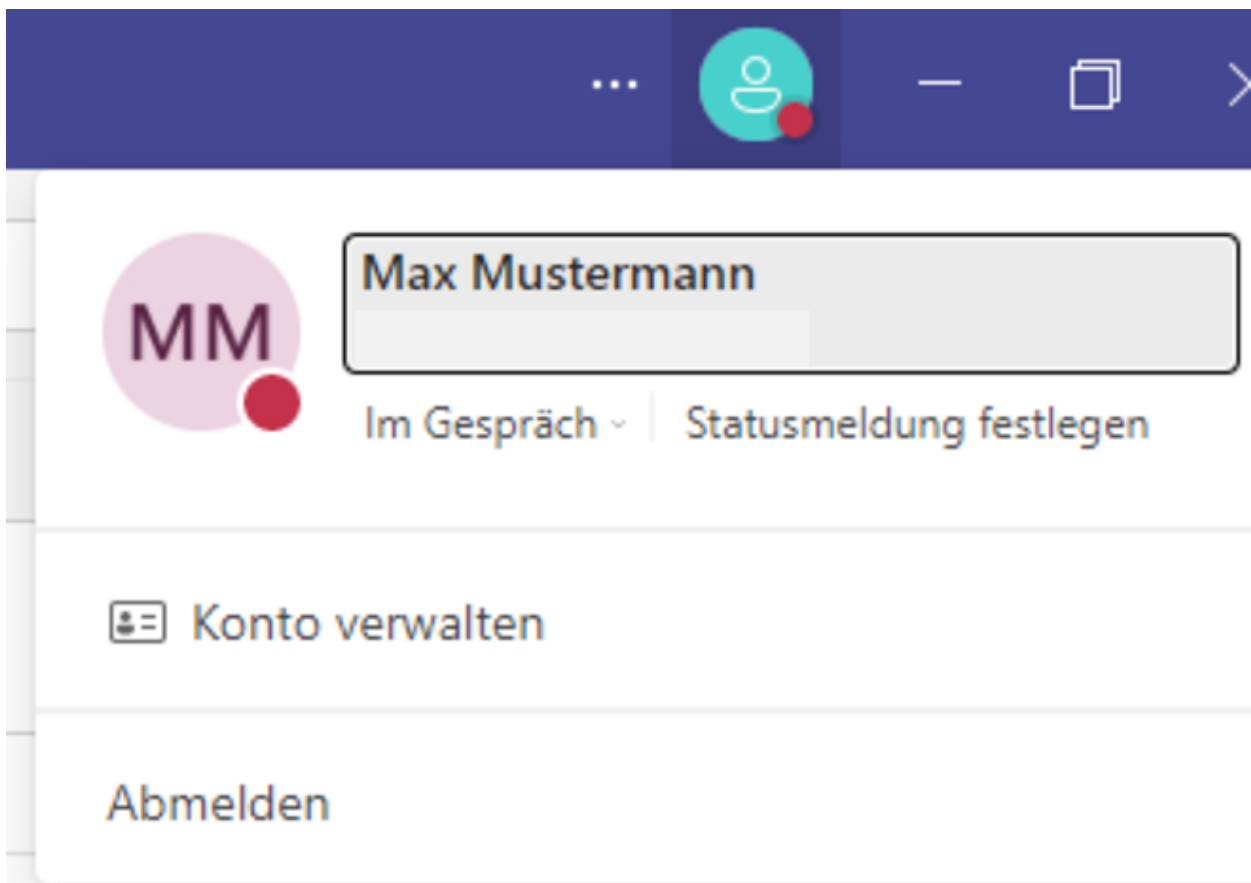 Max Mustermann
MM
Im Gespräch Statusmeldung festlegen
Konto verwalten
Abmelden